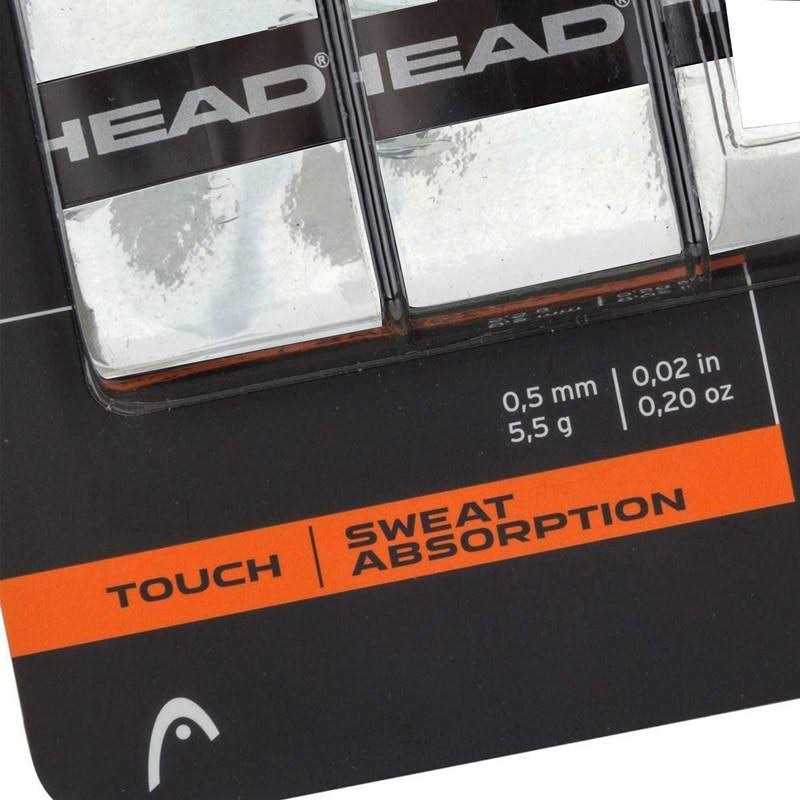 HEAD®
HEAD®
0,5 mm | 0,02 in
5,5 g | 0,20 oz
TOUCH | SWEAT
ABSORPTION